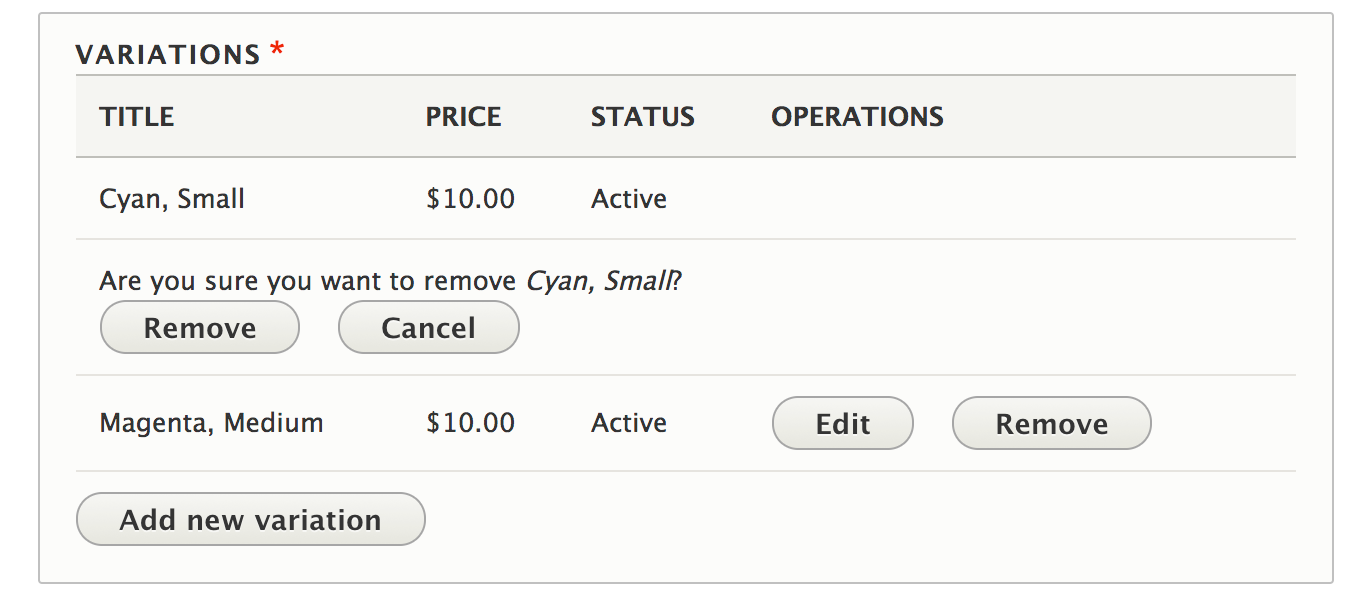 VARIATIONS *
TITLE PRICE STATUS OPERATIONS
Cyan, Small $10.00 Active
Are you sure you want to remove Cyan, Small?
Remove Cancel
Magenta, Medium $10.00 Active Edit Remove
Add new variation